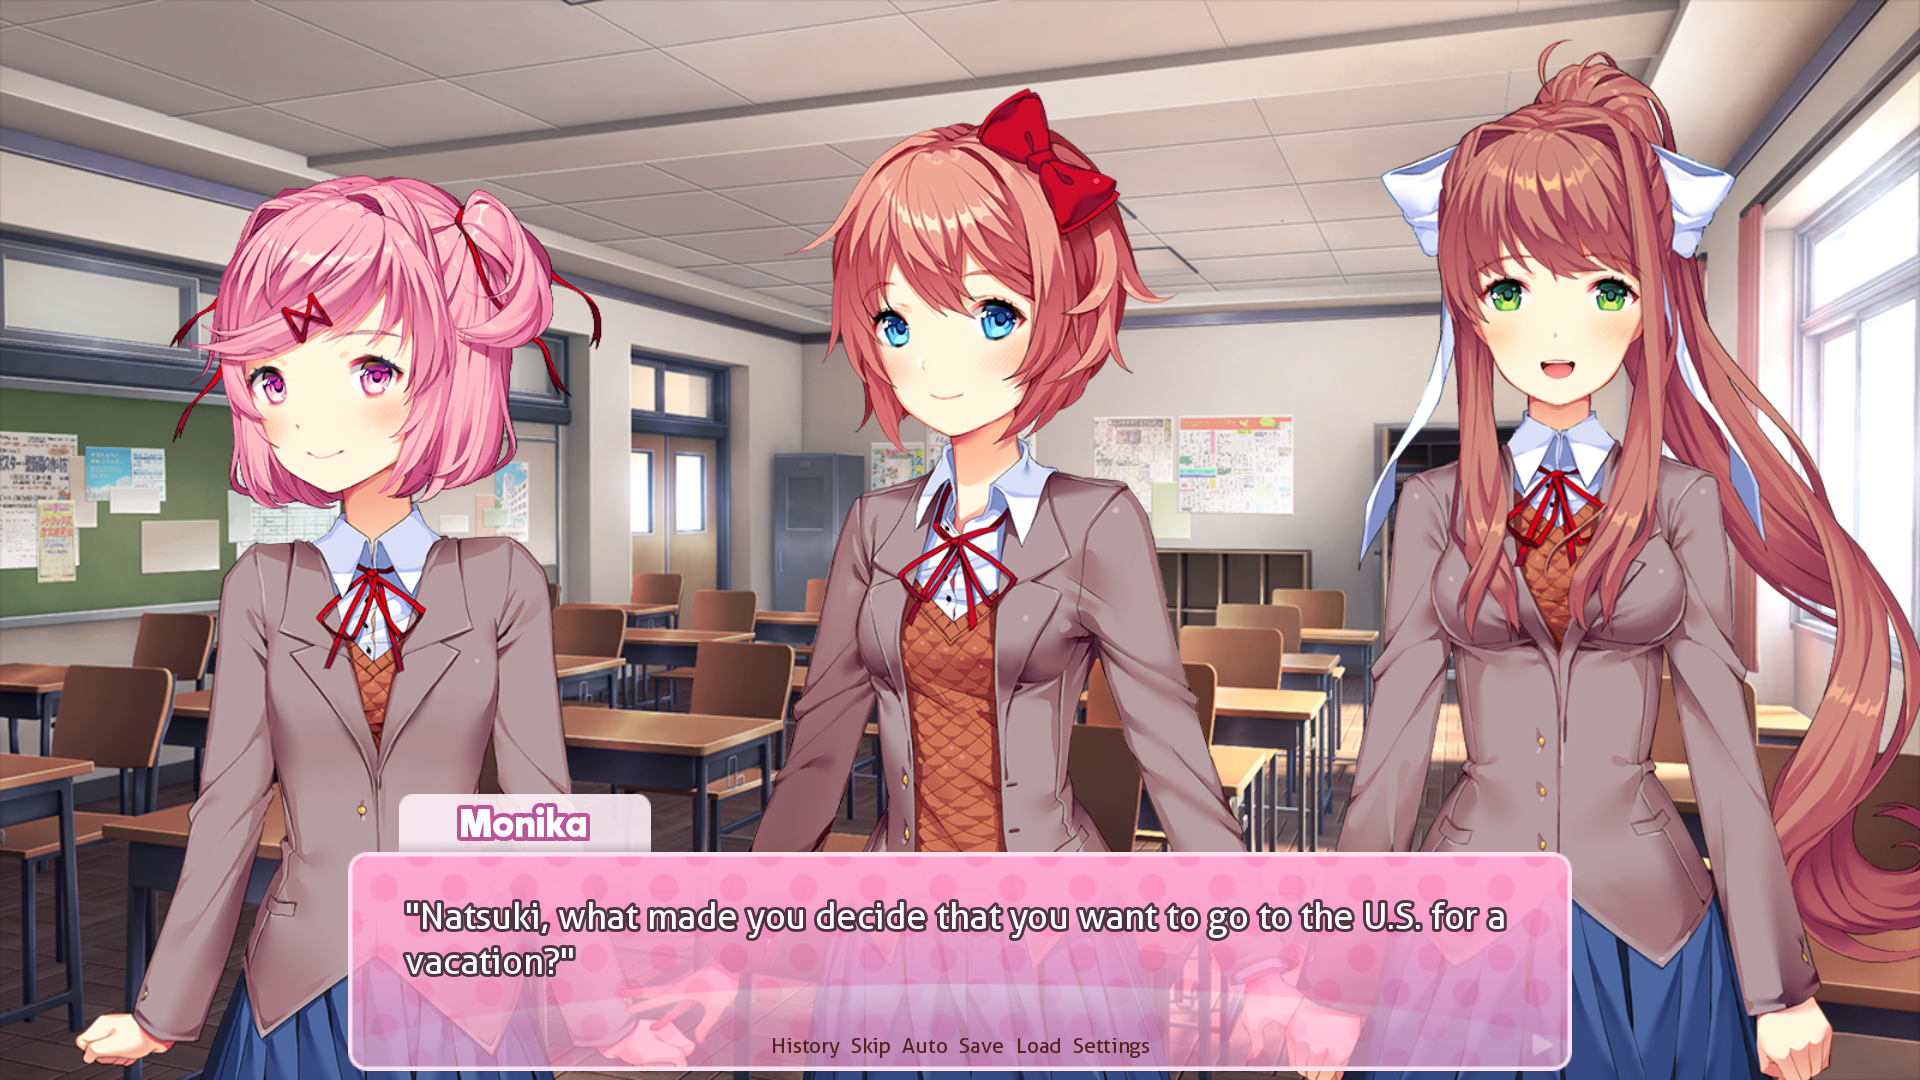 Monika
"Natsuki, what made you decide that you want to go to the U.S. for a
vacation?"
History Skip Auto Save Load Settings